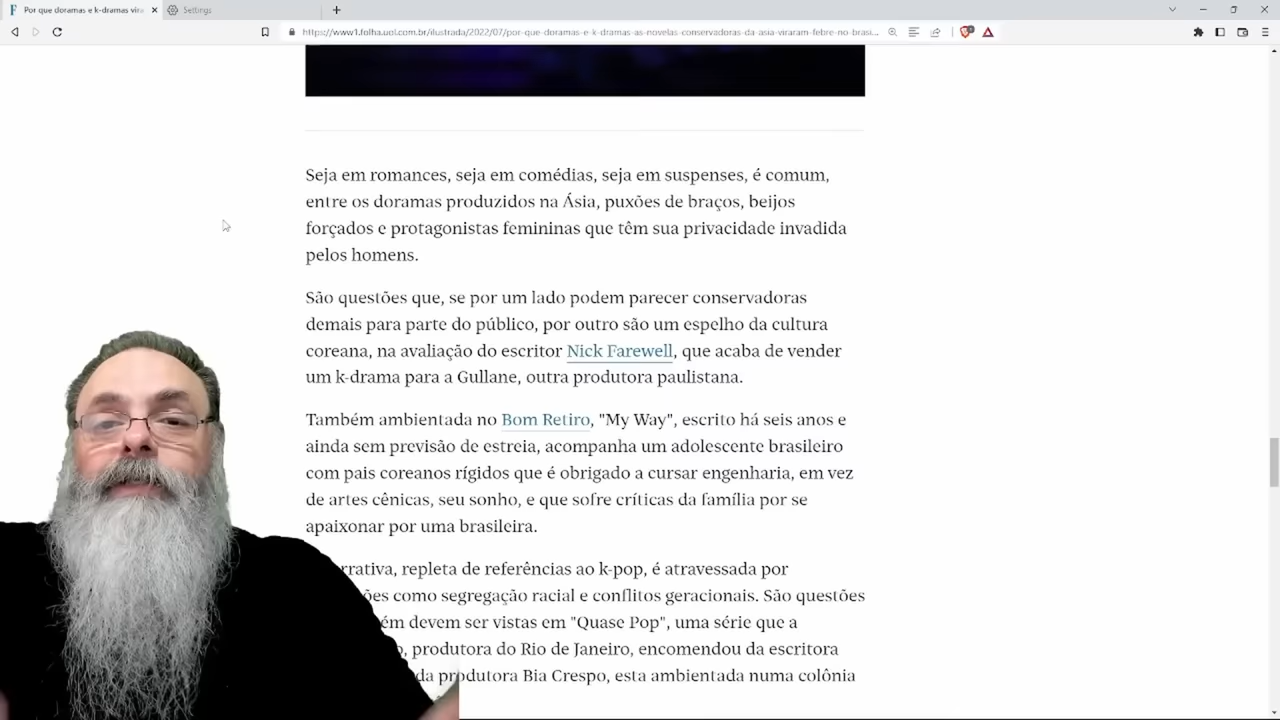 Por que doramas e k-dramas vira
Settings
https://www1.folha.uol.com.br/ilustrada/2022/07/por-que-doramas-e-k-dramas-as-novelas-conservadoras-da-asia-viraram-febre-no-brasi...
Seja em romances, seja em comédias, seja em suspenses, é comum,
entre os doramas produzidos na Ásia, puxões de braços, beijos
forçados e protagonistas femininas que têm sua privacidade invadida
pelos homens.
São questões que, se por um lado podem parecer conservadoras
demais para parte do público, por outro são um espelho da cultura
coreana, na avaliação do escritor Nick Farewell, que acaba de vender
um k-drama para a Gullane, outra produtora paulistana.
Também ambientada no Bom Retiro, "My Way", escrito há seis anos e
ainda sem previsão de estreia, acompanha um adolescente brasileiro
com pais coreanos rígidos que é obrigado a cursar engenharia, em vez
de artes cênicas, seu sonho, e que sofre críticas da família por se
apaixonar por uma brasileira.
rrativa, repleta de referências ao k-pop, é atravessada por
ões como segregação racial e conflitos geracionais. São questões
ém devem ser vistas em "Quase Pop", uma série que a
o, produtora do Rio de Janeiro, encomendou da escritora
da produtora Bia Crespo, esta ambientada numa colônia